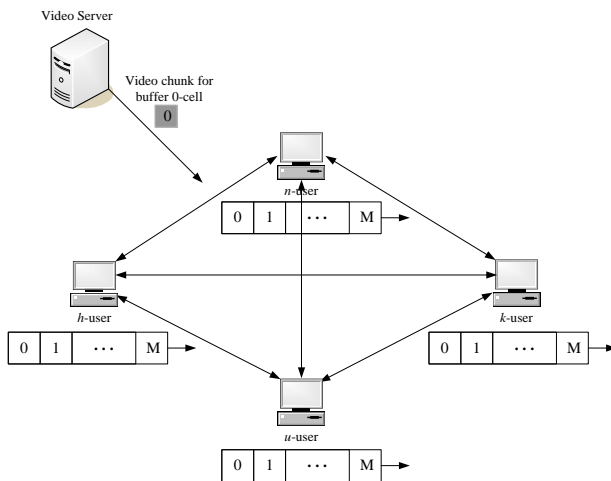 Video Server
Video chunk for
buffer 0-cell
0
n-user
0 1 ··· M
h-user
k-user
0 1 ··· M
0 1 ··· M
u-user
0 1 ··· M